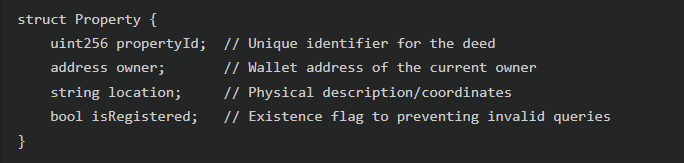 struct Property {
    uint256 propertyId;  // Unique identifier for the deed
    address owner;       // Wallet address of the current owner
    string location;     // Physical description/coordinates
    bool isRegistered;   // Existence flag to preventing invalid queries
}